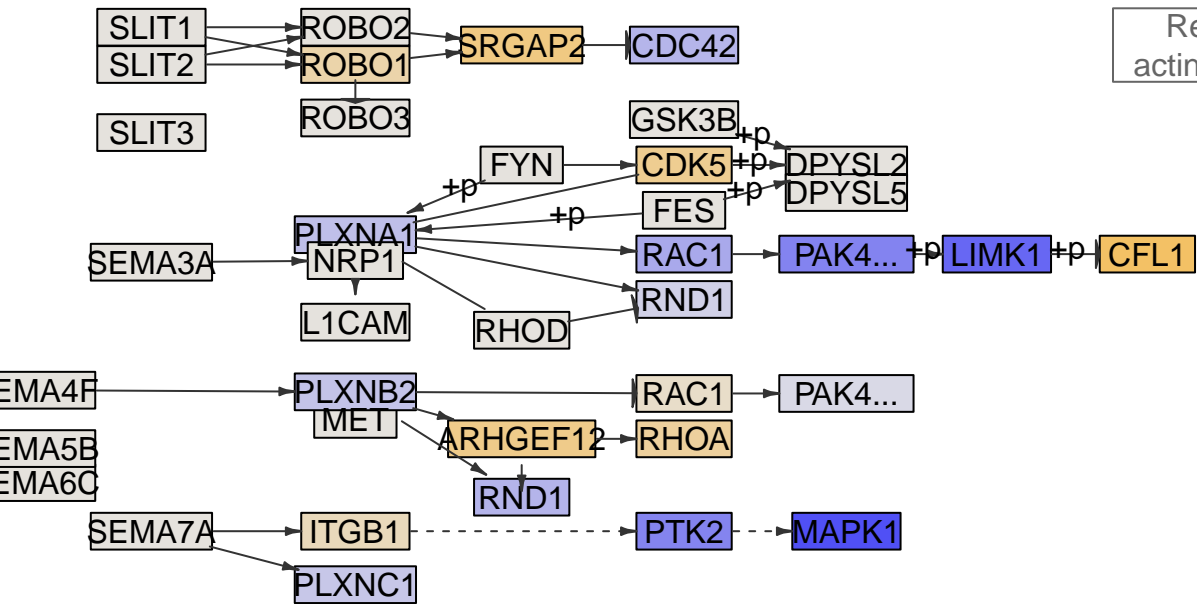 SLIT1
ROBO2
SRGAP2
CDC42
Re
SLIT2
ROBO1
actin
SLIT3
ROBO3
GSK3B
+p
FYN
CDK5
+p
DPYSL2
+p
+p
DPYSL5
FES
+p
PLXNA1
SEMA3A
NRP1
RAC1
PAK4...
+p
LIMK1
+p
CFL1
RND1
L1CAM
RHOD
EMA4F
PLXNB2
RAC1
PAK4...
MET
ARHGEF12
RHOA
EMA5B
EMA6C
RND1
SEMA7A
ITGB1
PTK2
MAPK1
PLXNC1